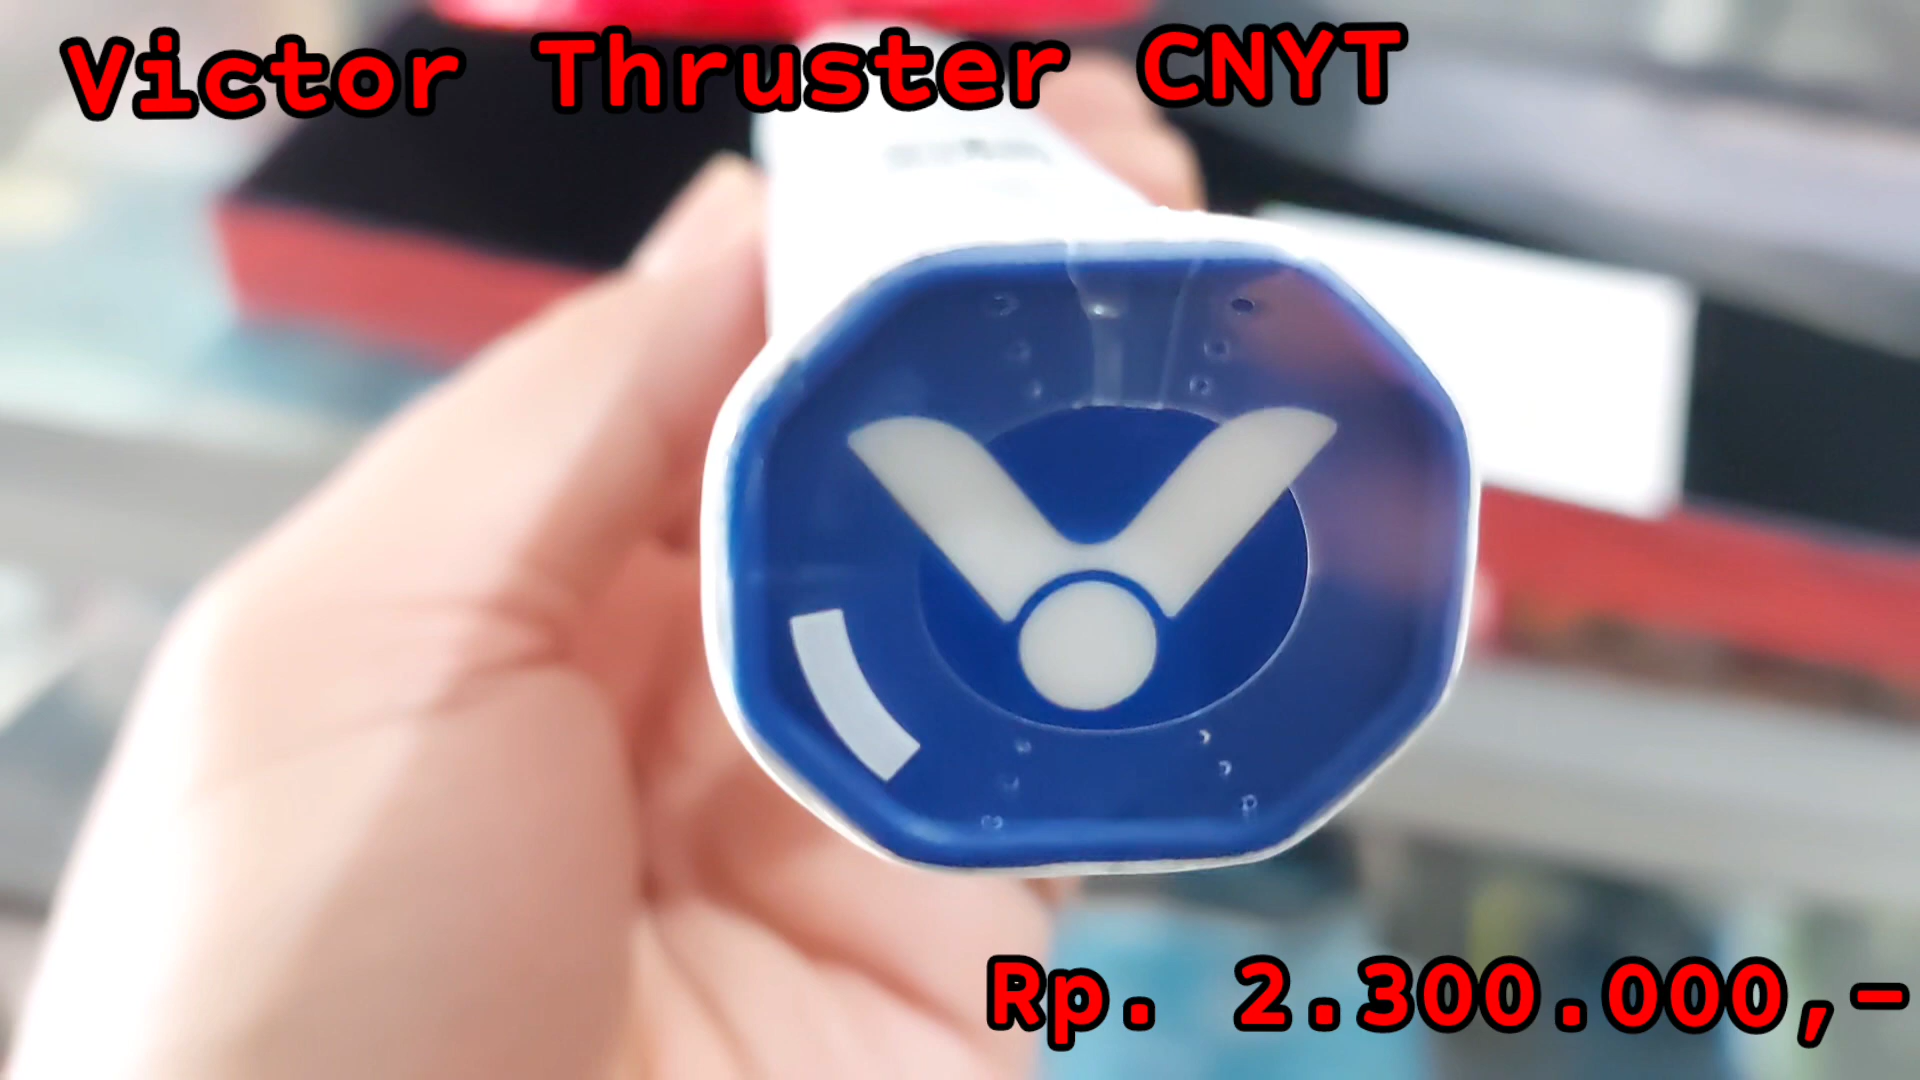 Victor Thruster CNYT
Rp. 2.300.000,-